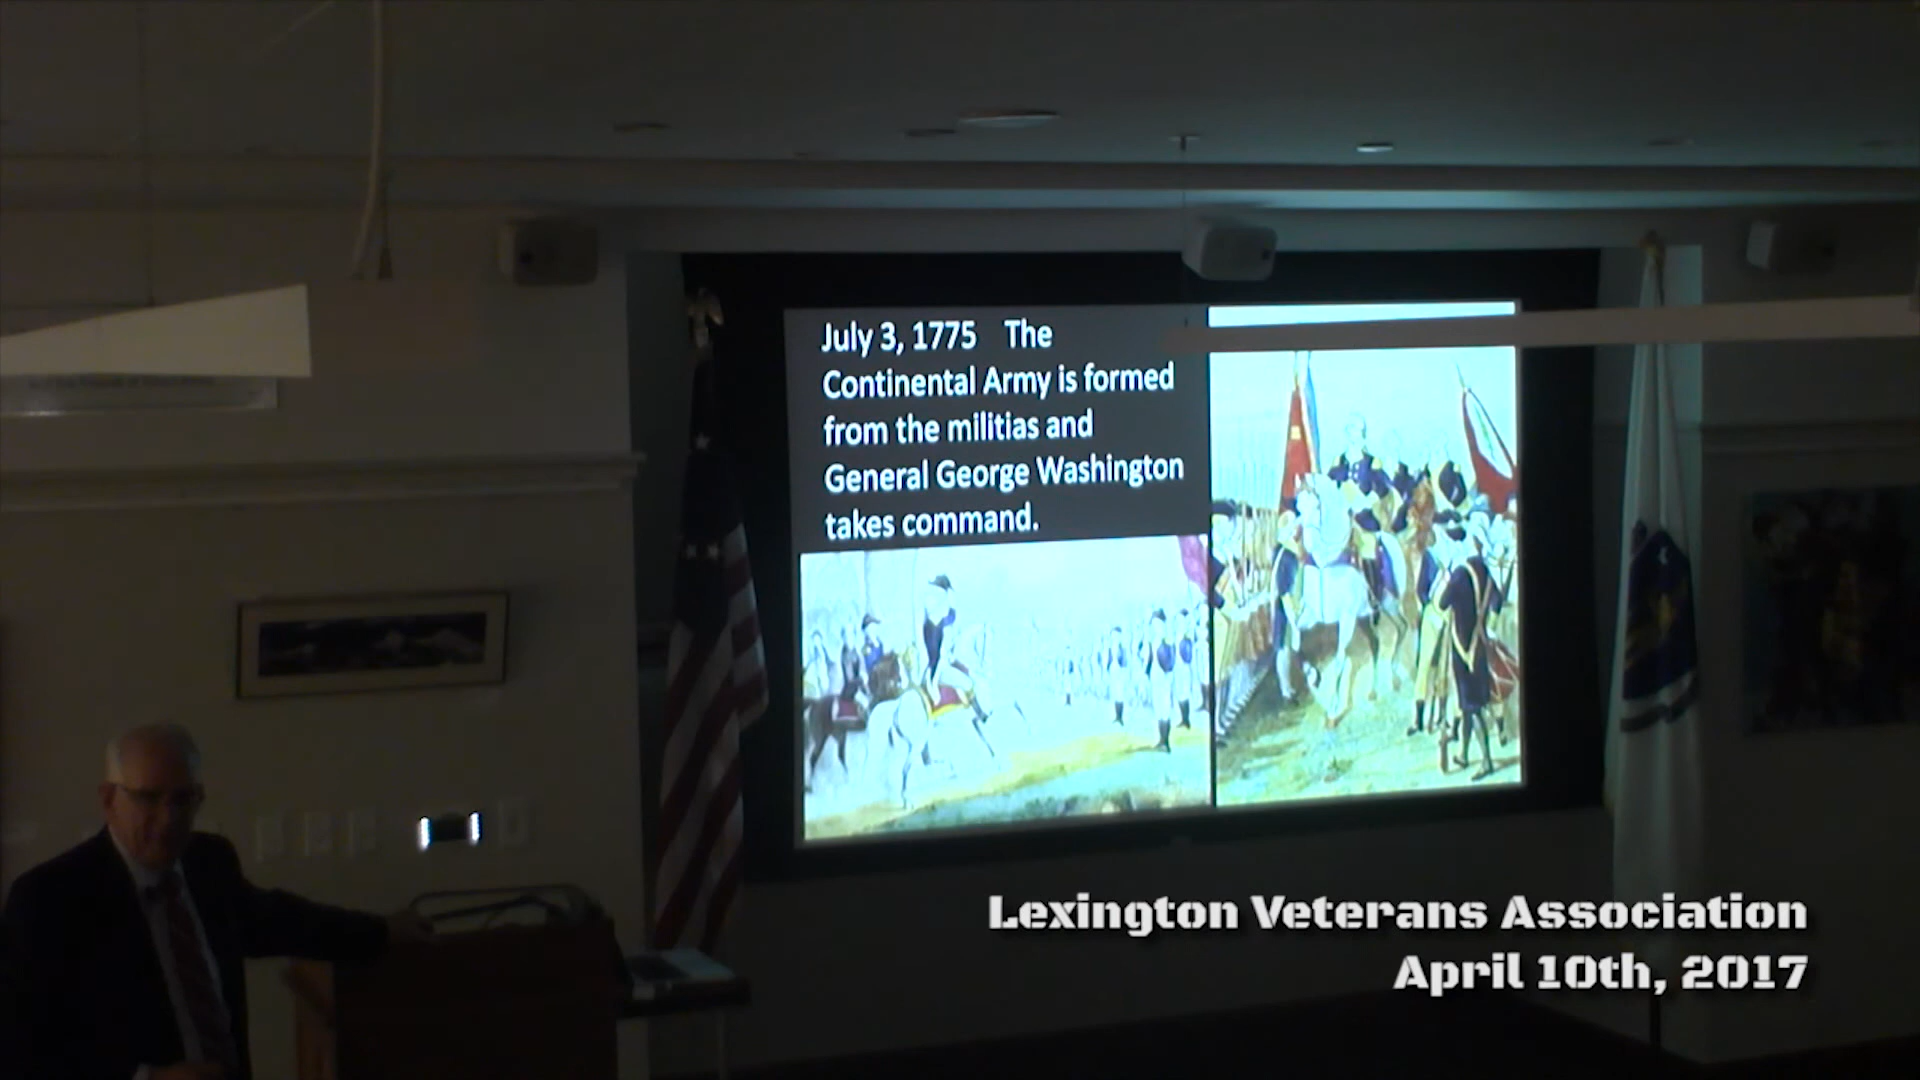 July 3, 1775 The
Continental Army is formed
from the militias and
General George Washington
takes command.
Lexington Veterans Association
April 10th, 2017